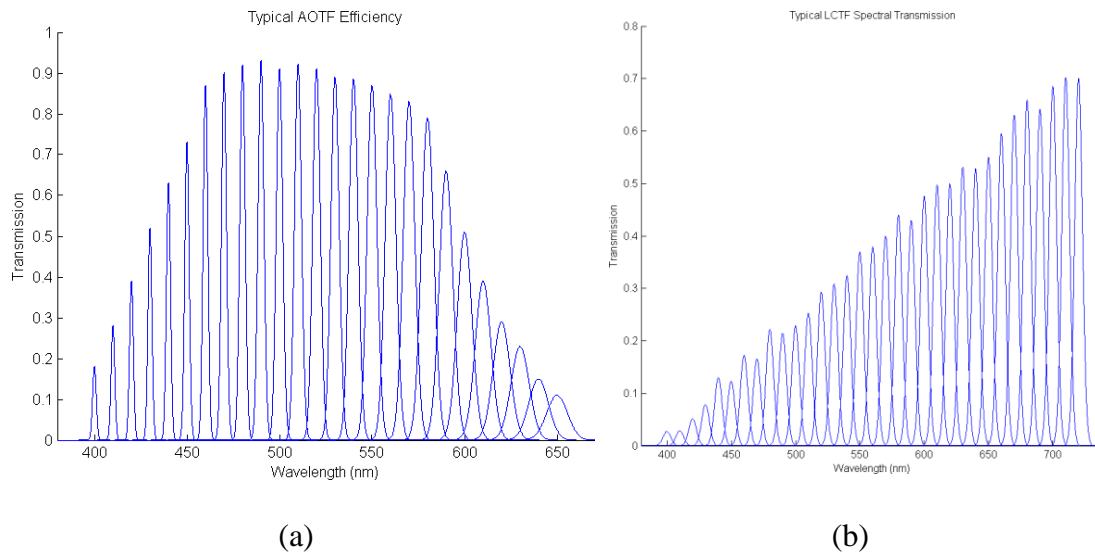 Typical AOTF Efficiency
1
0.9
0.8
0.7
0.6
0.5
0.4
0.3
0.2
0.1
0
Transmission
400 450 500 550 600 650
Wavelength (nm)
(a)
Typical LCTF Spectral Transmission
0.8
0.7
0.6
0.5
0.4
0.3
0.2
0.1
0
Transmission
400 450 500 550 600 650 700
Wavelength (nm)
(b)